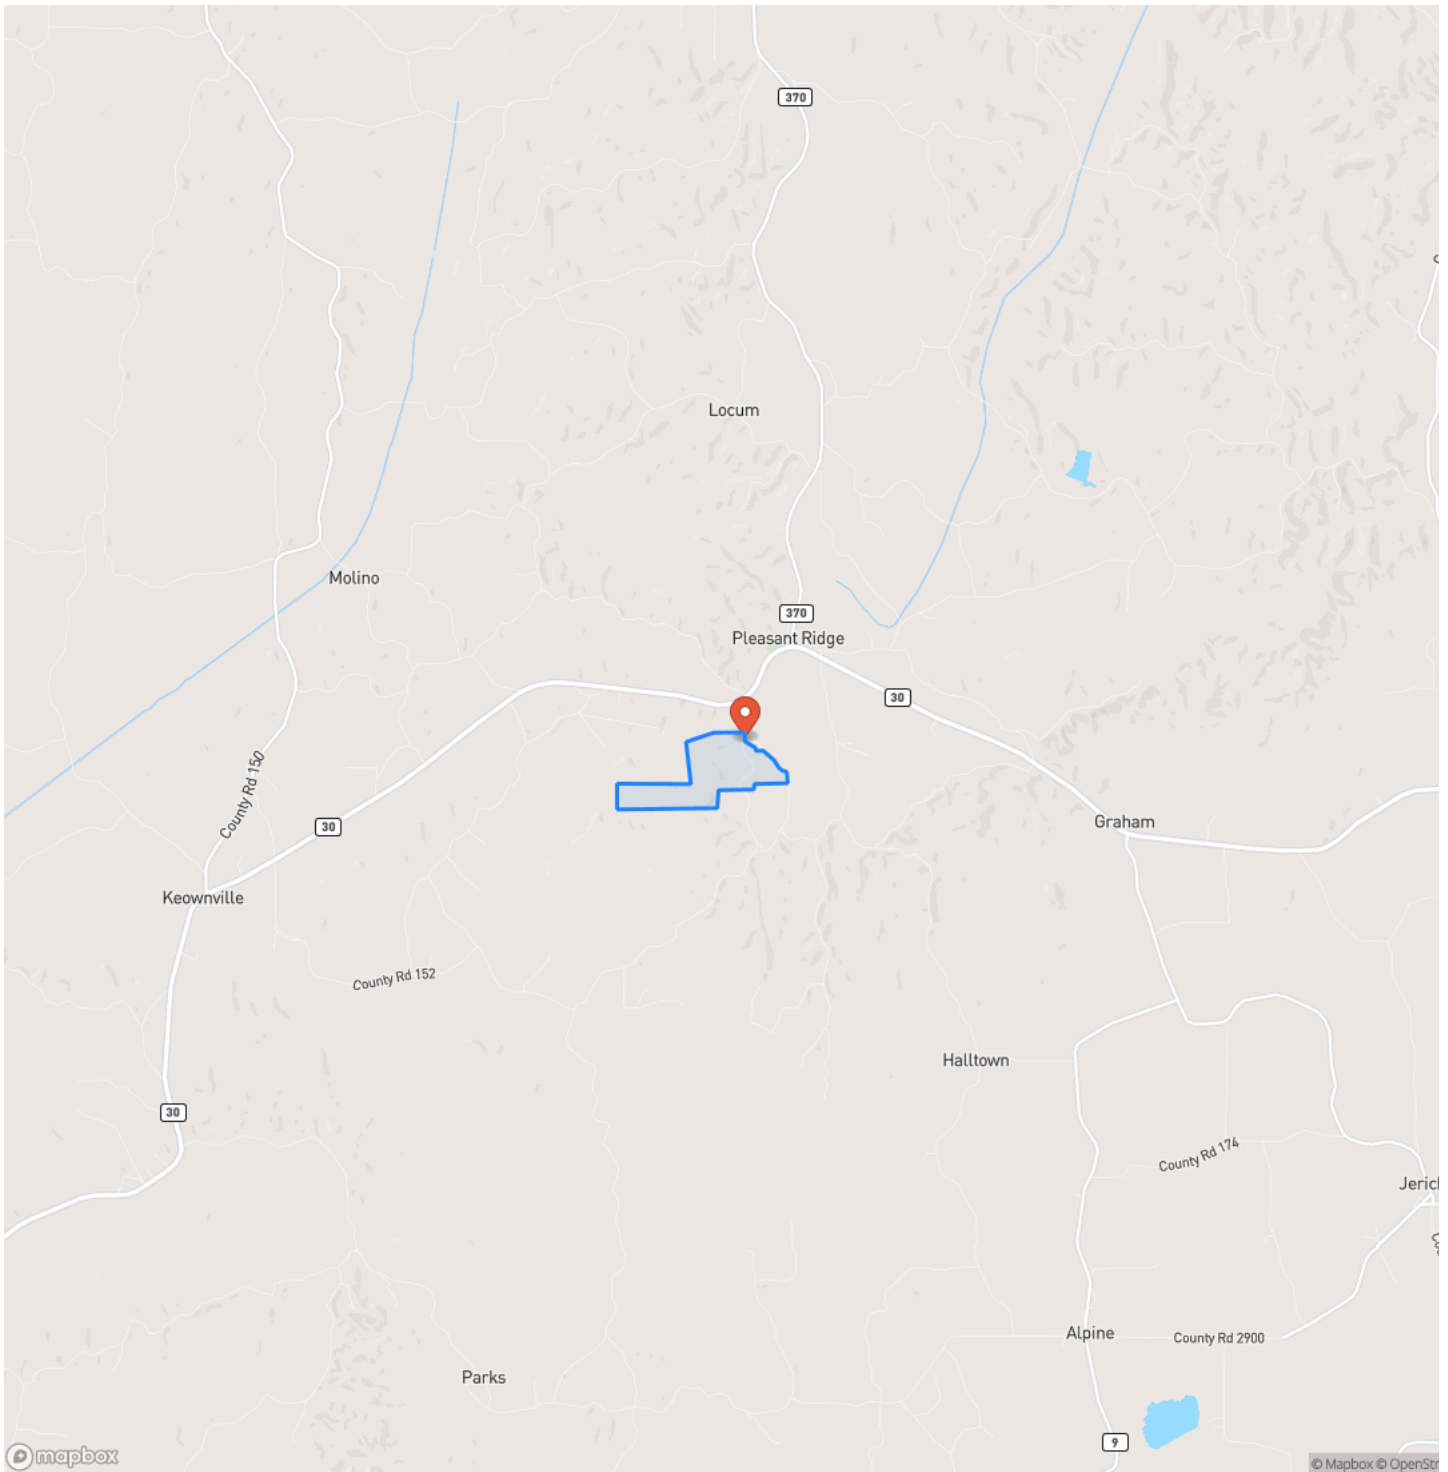 370
Locum
Molino
370
Pleasant Ridge
30
County Rd 150
30
Graham
Keownville
County Rd 152
Halltown
30
County Rd 174
Jerich
Alpine
County Rd 2900
Parks
9
mapbox
© Mapbox © OpenStr